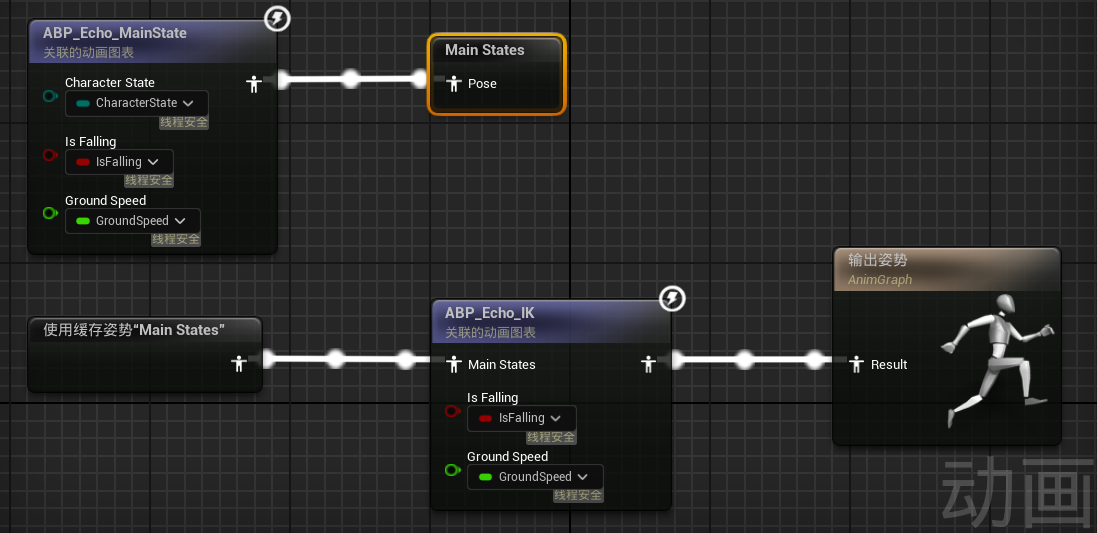 ABP_Echo_MainState
关联的动画图表
Character State
CharacterState
线程安全
Is Falling
IsFalling
线程安全
Ground Speed
GroundSpeed
线程安全
Main States
Pose
使用缓存姿势“Main States”
ABP_Echo_IK
关联的动画图表
Main States
Is Falling
IsFalling
线程安全
Ground Speed
GroundSpeed
线程安全
输出姿势
AnimGraph
Result
动画